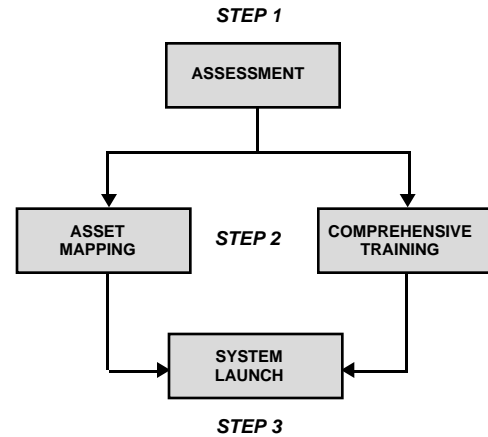 STEP 1
ASSESSMENT
ASSET
MAPPING
STEP 2
COMPREHENSIVE
TRAINING
SYSTEM
LAUNCH
STEP 3